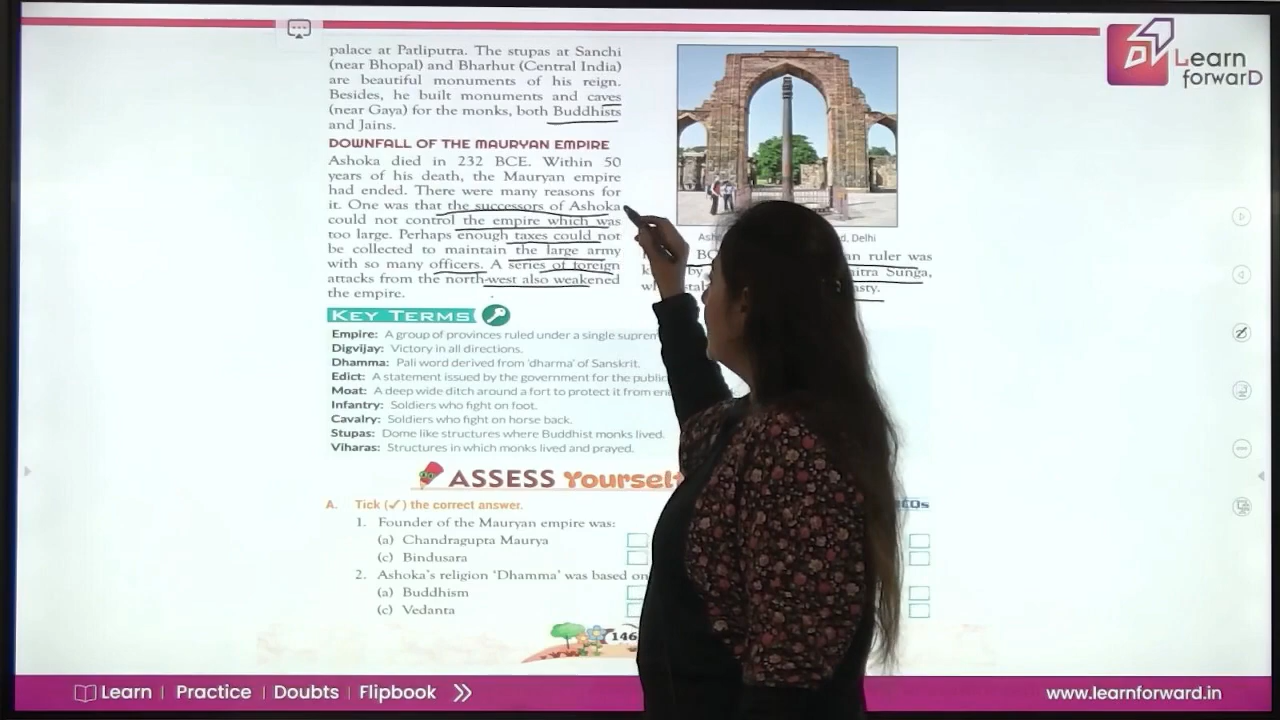 palace at Patliputra. The stupas at Sanchi
(near Bhopal) and Bharhut (Central India)
are beautiful monuments of his reign.
Besides, he built monuments and caves
(near Gaya) for the monks, both Buddhists
and Jains.
DOWNFALL OF THE MAURYAN EMPIRE
Ashoka died in 232 BCE. Within 50
years of his death, the Mauryan empire
had ended. There were many reasons for
it. One was that the successors of Ashoka
could not control the empire which was
too large. Perhaps enough taxes could not
be collected to maintain the large army
with so many officers. A series of foreign
attacks from the north-west also weakened
the empire.
Delhi
ruler was
by
Sunga,
KEY TERMS
Empire: A group of provinces ruled under a single
Digvijay: Victory in all directions.
Dhamma: Pali word derived from 'dharma' of Sanskrit.
Edict: A statement issued by the government for the public
Moat: A deep wide ditch around a fort to protect it from
Infantry: Soldiers who fight on foot.
Cavalry: Soldiers who fight on horse back.
Stupas: Dome like structures where Buddhist monks lived.
Viharas: Structures in which monks lived and prayed.
ASSESS Yourself
A. Tick (✓) the correct answer.
1. Founder of the Mauryan empire was:
(a) Chandragupta Maurya
(c) Bindusara
2. Ashoka's religion 'Dhamma' was based on
(a) Buddhism
(c) Vedanta
146
Learn
forwarD
Learn | Practice | Doubts | Flipbook
www.learnforward.in